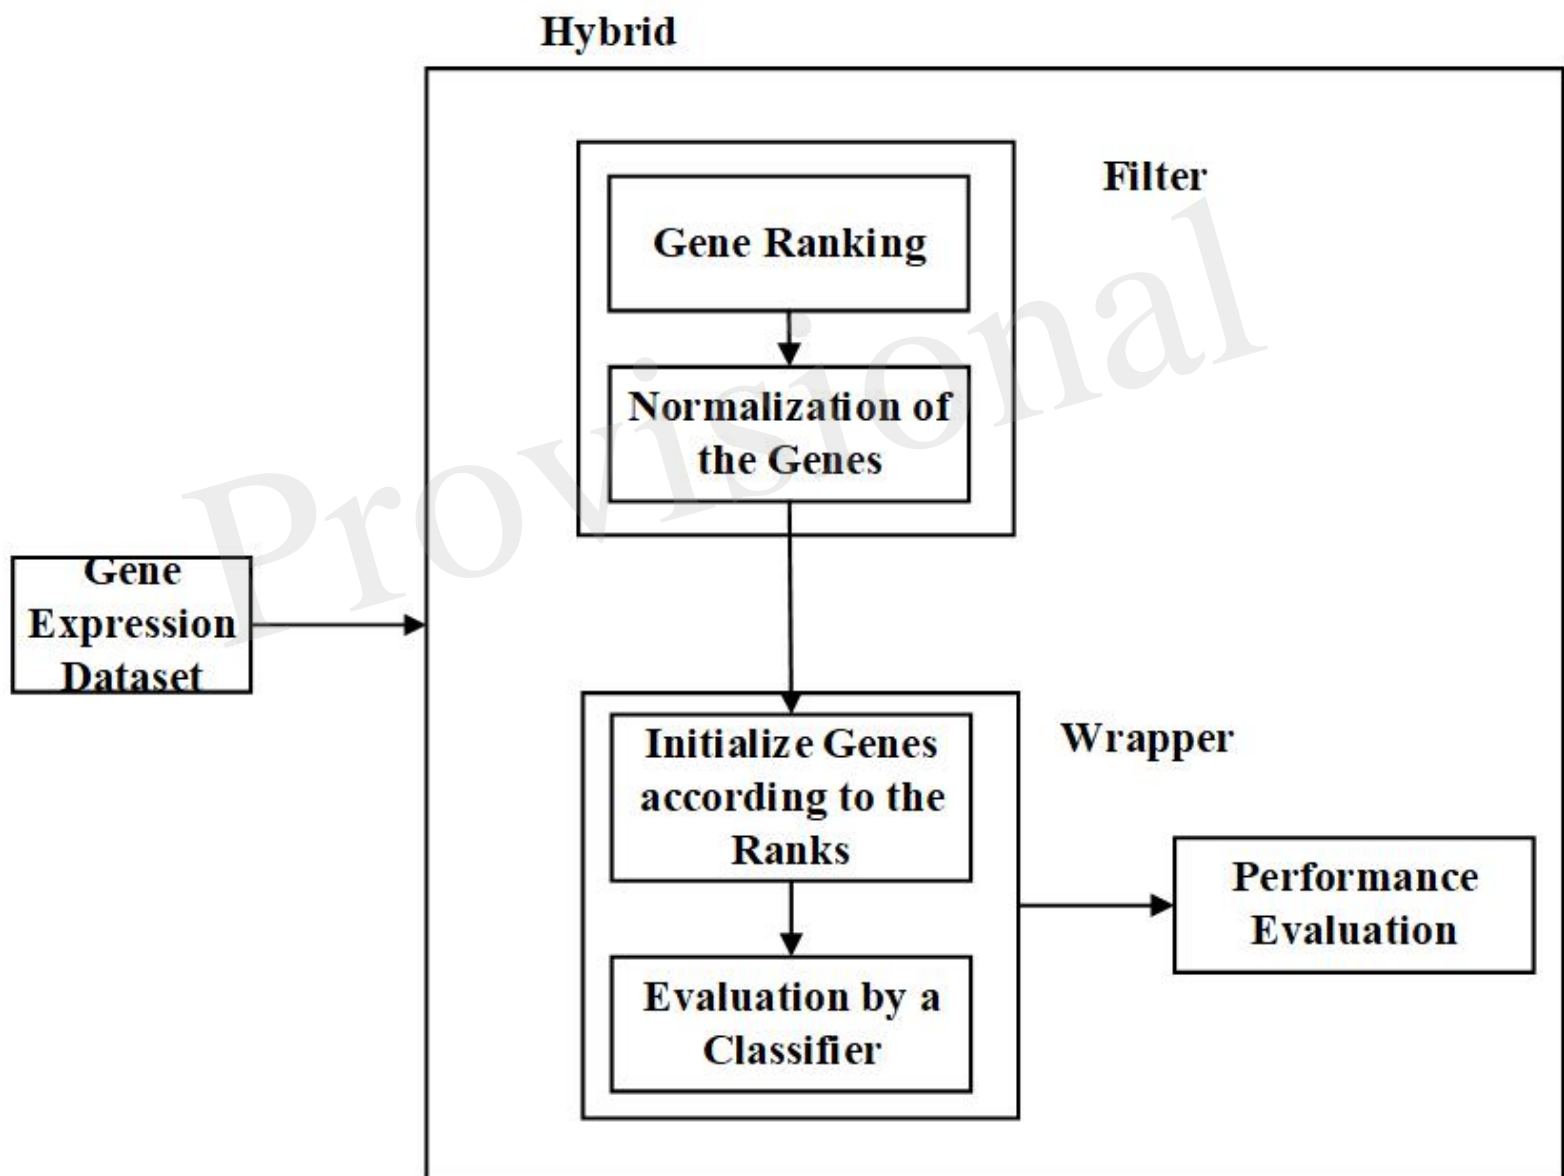 Hybrid
Filter
Gene Ranking
Normalization of
the Genes
Provisional
Gene
Expression
Dataset
Wrapper
Initialize Genes
according to the
Ranks
Performance
Evaluation
Evaluation by a
Classifier